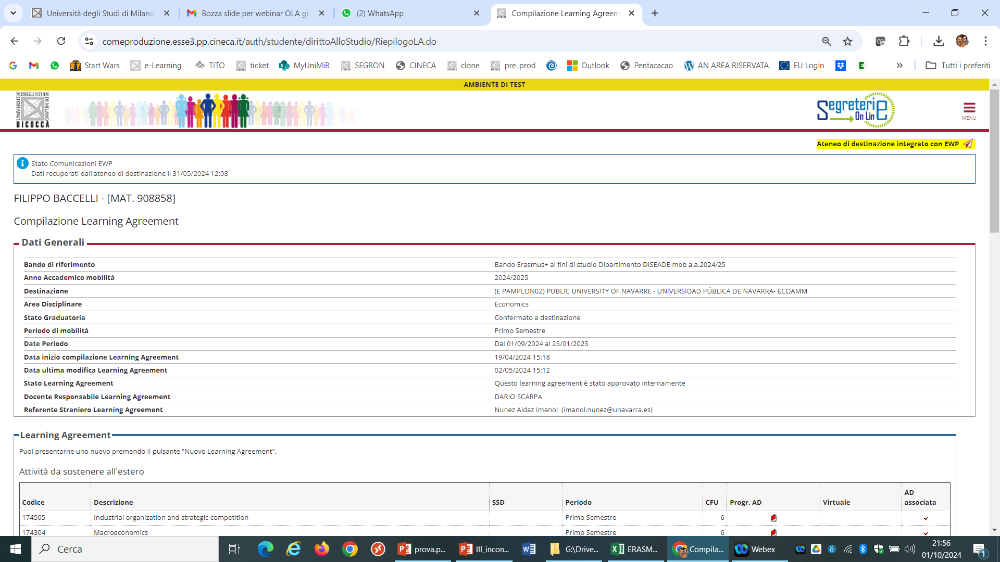 Università degli Studi di Milano
Bozza slide per webinar OLA gi
(2) WhatsApp
Compilazione Learning Agreem
comeproduzione.esse3.pp.cineca.it/auth/studente/dirittoAlloStudio/RiepilogoLA.do
Start Wars
e-Learning
TITO
ticket
MyUniMiB
SEGRON
CINECA
clone
pre_prod
Outlook
Pentacacao
AN AREA RISERVATA
EU Login
Tutti i preferiti
AMBIENTE DI TEST
UNIVERSITÀ DEGLI STUDI DI MILANO
BICOCCA
Segreterie
On Line
MENU
Ateneo di destinazione integrato con EWP
Stato Comunicazioni EWP
Dati recuperati dall'ateneo di destinazione il 31/05/2024 12:08
FILIPPO BACCELLI - [MAT. 908858]
Compilazione Learning Agreement
Dati Generali
Bando di riferimento Bando Erasmus+ ai fini di studio Dipartimento DISEADE mob a.a.2024/25
Anno Accademico mobilità 2024/2025
Destinazione (E PAMPLON02) PUBLIC UNIVERSITY OF NAVARRE - UNIVERSIDAD PÚBLICA DE NAVARRA- ECOAMM
Area Disciplinare Economics
Stato Graduatoria Confermato a destinazione
Periodo di mobilità Primo Semestre
Date Periodo Dal 01/09/2024 al 25/01/2025
Data inizio compilazione Learning Agreement 19/04/2024 15:18
Data ultima modifica Learning Agreement 02/05/2024 15:12
Stato Learning Agreement Questo learning agreement è stato approvato internamente
Docente Responsabile Learning Agreement DARIO SCARPA
Referente Straniero Learning Agreement Nunez Aldaz Imanol (imanol.nunez@unavarra.es)
Learning Agreement
Puoi presentarne uno nuovo premendo il pulsante "Nuovo Learning Agreement".
Attività da sostenere all'estero
Codice Descrizione SSD Periodo CFU Progr. AD Virtuale AD associata
174505 Industrial organization and strategic competition Primo Semestre 6
174304 Macroeconomics Primo Semestre 6
Cerca
prova.p...
III_incon...
G:\Drive...
ERASM...
Compila...
Webex
21:56
01/10/2024
1